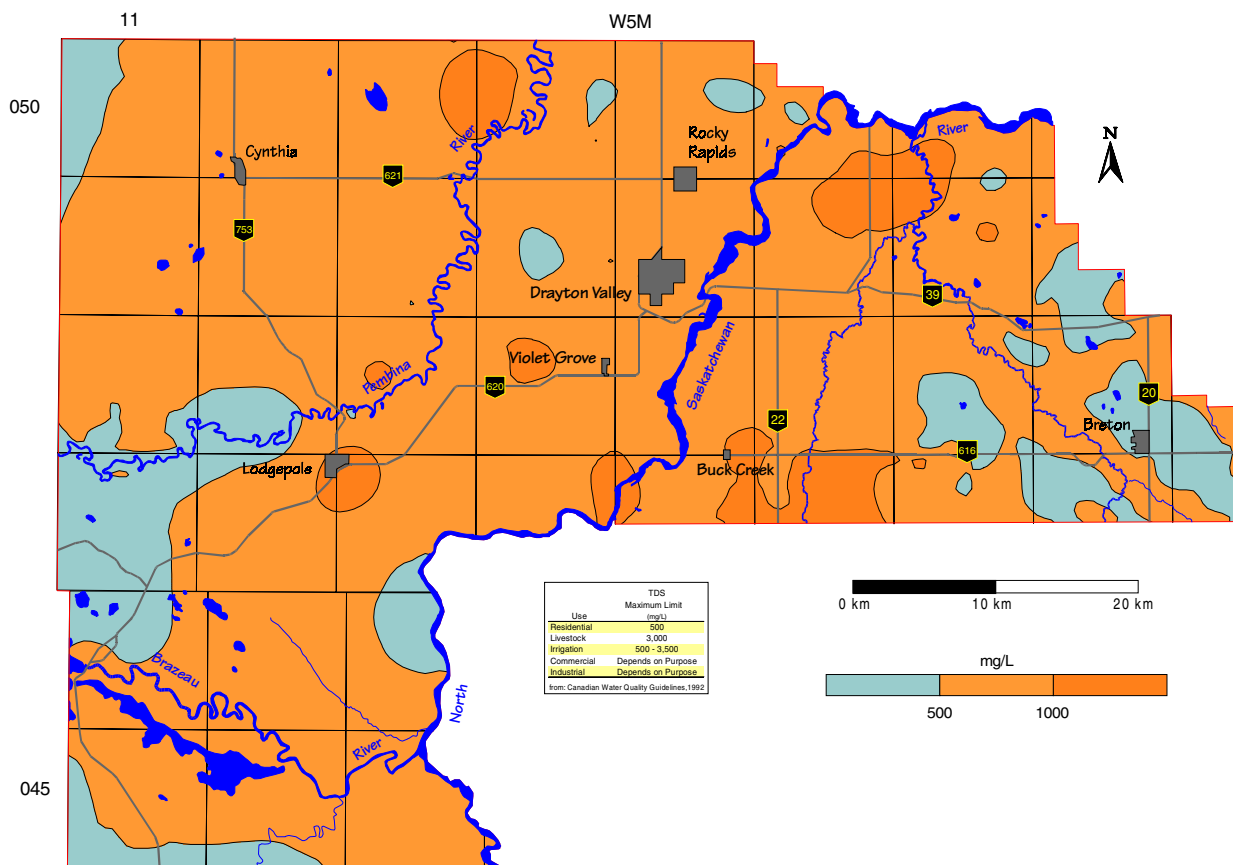 11
W5M
050
River
Rocky
Rapids
River
N
Cynthia
621
753
Drayton Valley
39
Saskatchewan
Violet Grove
Pembina
620
20
22
Breton
616
Lodgepole
Buck Creek
TDS
Maximum Limit
Use (mg/L)
Residential 500
Livestock 3,000
Irrigation 500 - 3,500
Commercial Depends on Purpose
Industrial Depends on Purpose
from: Canadian Water Quality Guidelines,1992
0 km 10 km 20 km
mg/L
500 1000
Brazeau
North
River
045